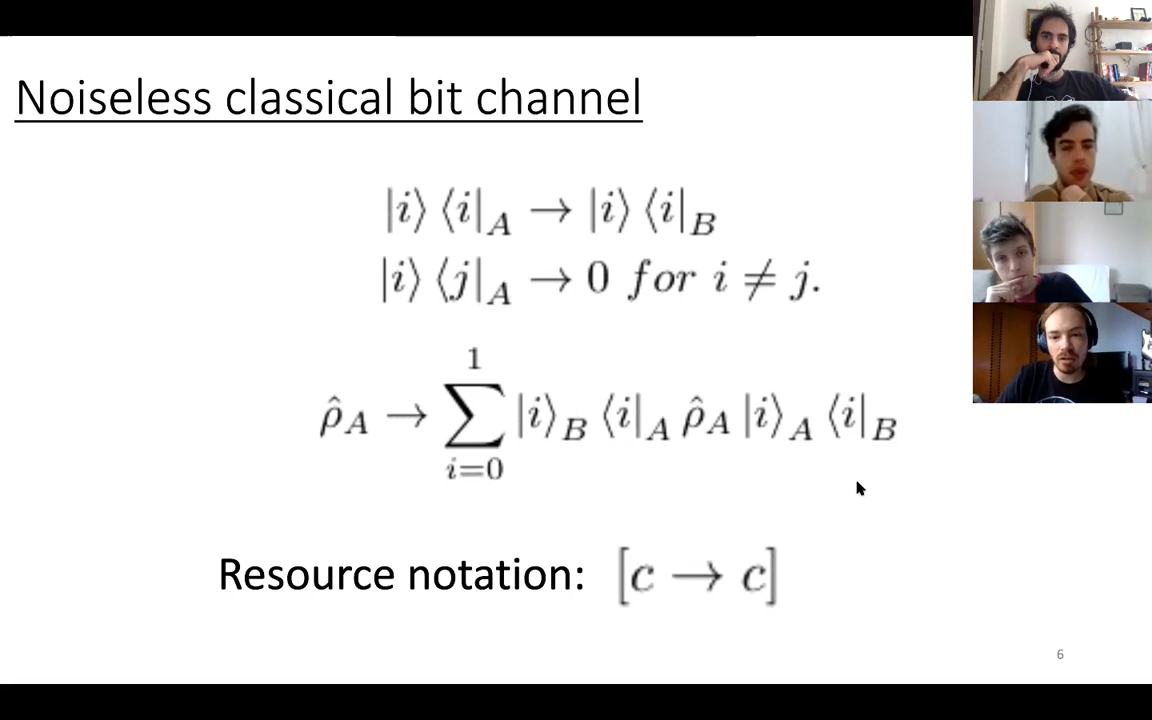 Noiseless classical bit channel
|i⟩ ⟨i|_A → |i⟩ ⟨i|_B
|i⟩ ⟨j|_A → 0 for i ≠ j.
ρ̂_A → ∑_{i=0}^{1} |i⟩_B ⟨i|_A ρ̂_A |i⟩_A ⟨i|_B
Resource notation: [c → c]
6